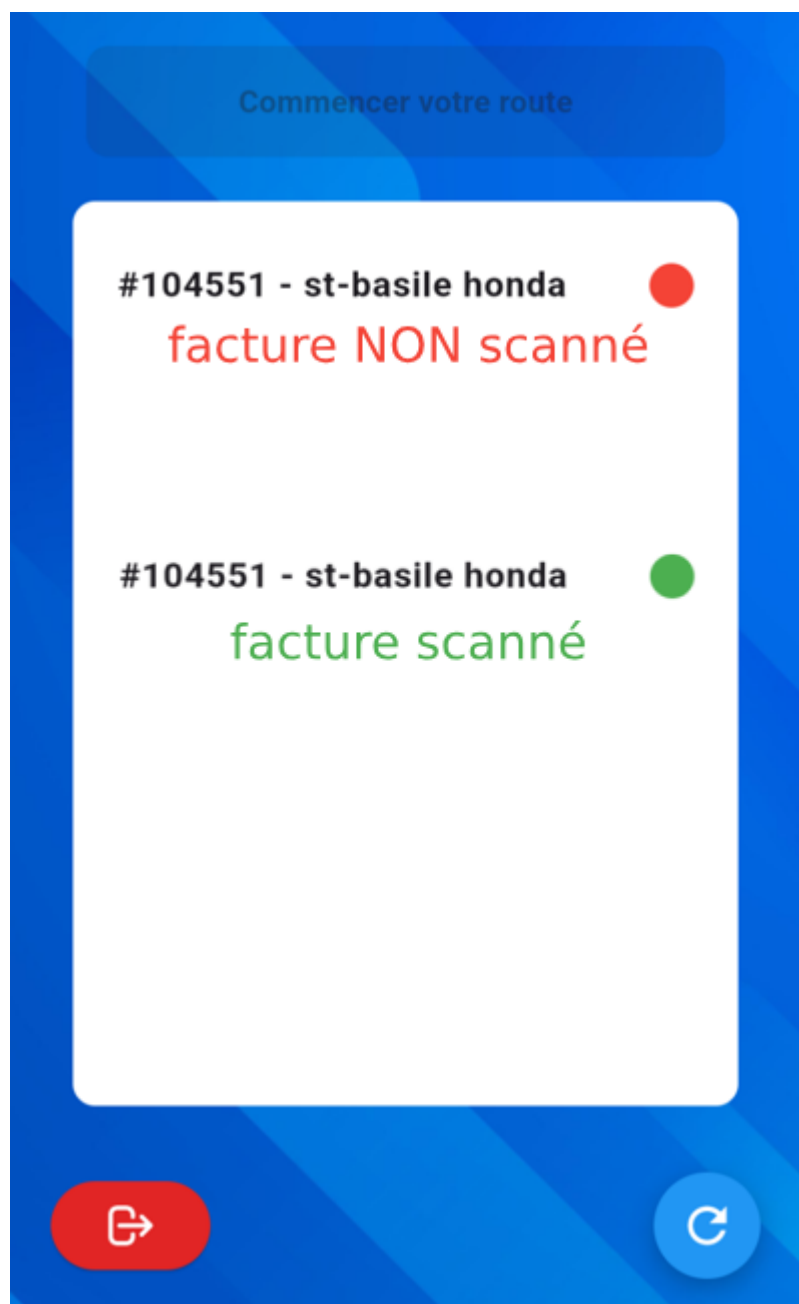 Commencer votre route
#104551 - st-basile honda
facture NON scanné
#104551 - st-basile honda
facture scanné